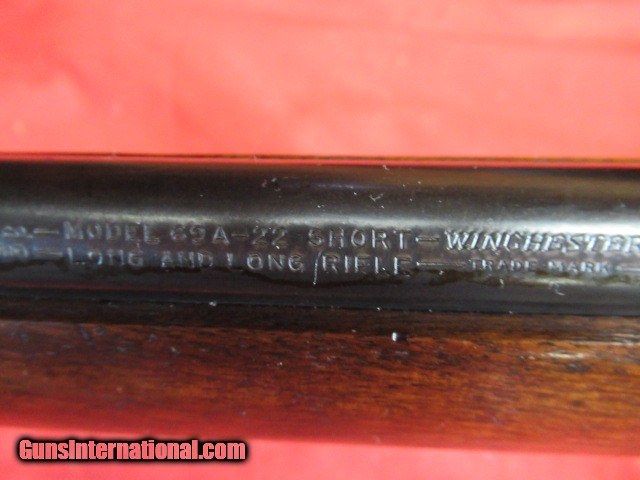 —MODEL 69A-22 SHORT—WINCHESTER
—LONG AND LONG RIFLE— TRADE MARK
GunsInternational.com